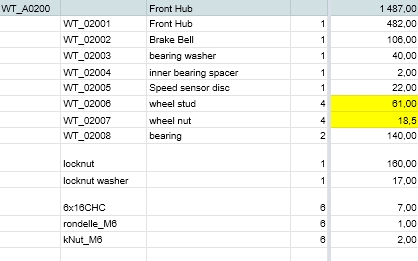 WT_A0200 Front Hub 1 487,00
WT_02001 Front Hub 1 482,00
WT_02002 Brake Bell 1 106,00
WT_02003 bearing washer 1 40,00
WT_02004 inner bearing spacer 1 2,00
WT_02005 Speed sensor disc 1 22,00
WT_02006 wheel stud 4 61,00
WT_02007 wheel nut 4 18,5
WT_02008 bearing 2 140,00
locknut 1 160,00
locknut washer 1 17,00
6x16CHC 6 7,00
rondelle_M6 6 1,00
kNut_M6 6 2,00